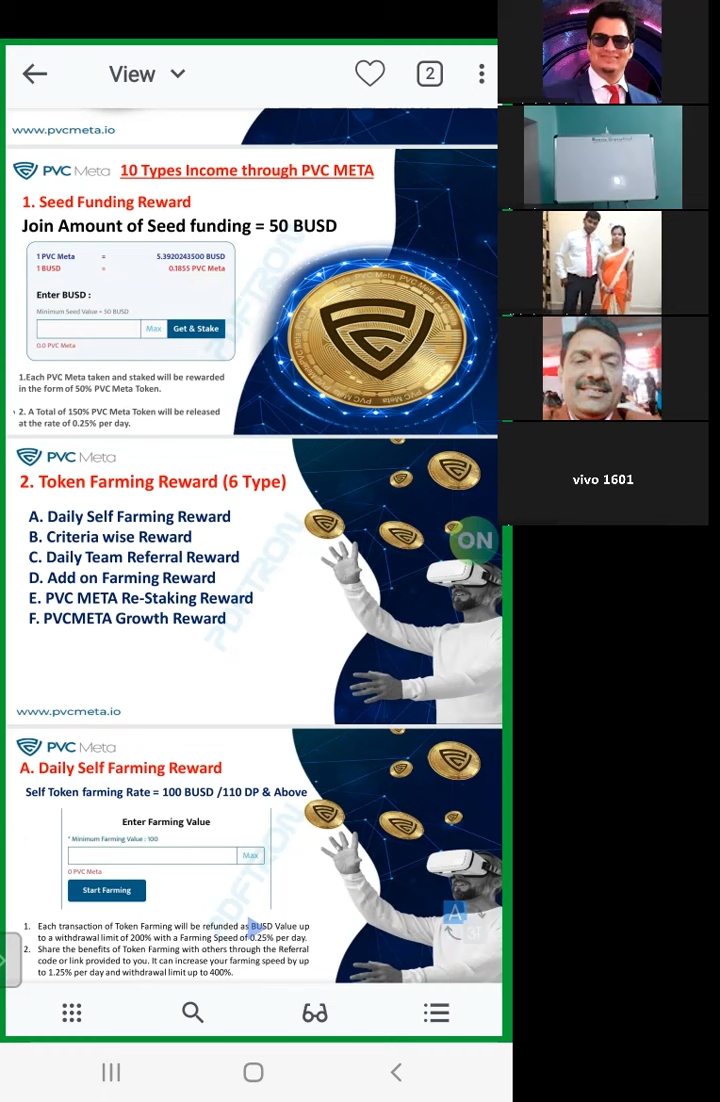 View
2
www.pvcmeta.io
PVC Meta
10 Types Income through PVC META
1. Seed Funding Reward
Join Amount of Seed funding = 50 BUSD
1 PVC Meta = 5.3920243500 BUSD
1 BUSD = 0.1855 PVC Meta
Enter BUSD :
Minimum Seed Value = 50 BUSD
Max Get & Stake
0.0 PVC Meta
1.Each PVC Meta taken and staked will be rewarded
in the form of 50% PVC Meta Token.
2. A Total of 150% PVC Meta Token will be released
at the rate of 0.25% per day.
PVC Meta
2. Token Farming Reward (6 Type)
A. Daily Self Farming Reward
B. Criteria wise Reward
C. Daily Team Referral Reward
D. Add on Farming Reward
E. PVC META Re-Staking Reward
F. PVCMETA Growth Reward
ON
www.pvcmeta.io
PVC Meta
A. Daily Self Farming Reward
Self Token farming Rate = 100 BUSD /110 DP & Above
Enter Farming Value
* Minimum Farming Value : 100
Max
0 PVC Meta
Start Farming
1. Each transaction of Token Farming will be refunded as BUSD Value up
to a withdrawal limit of 200% with a Farming Speed of 0.25% per day.
2. Share the benefits of Token Farming with others through the Referral
code or link provided to you. It can increase your farming speed by up
to 1.25% per day and withdrawal limit up to 400%.
A
PDFTRON
vivo 1601